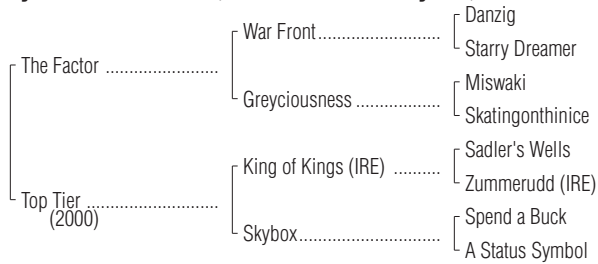 Danzig
War Front....................
Starry Dreamer
The Factor ........................
Miswaki
Greyciousness ..................
Skatingonthinice
Sadler's Wells
King of Kings (IRE) ..........
Zummerudd (IRE)
Top Tier ............................
(2000)
Spend a Buck
Skybox..............................
A Status Symbol